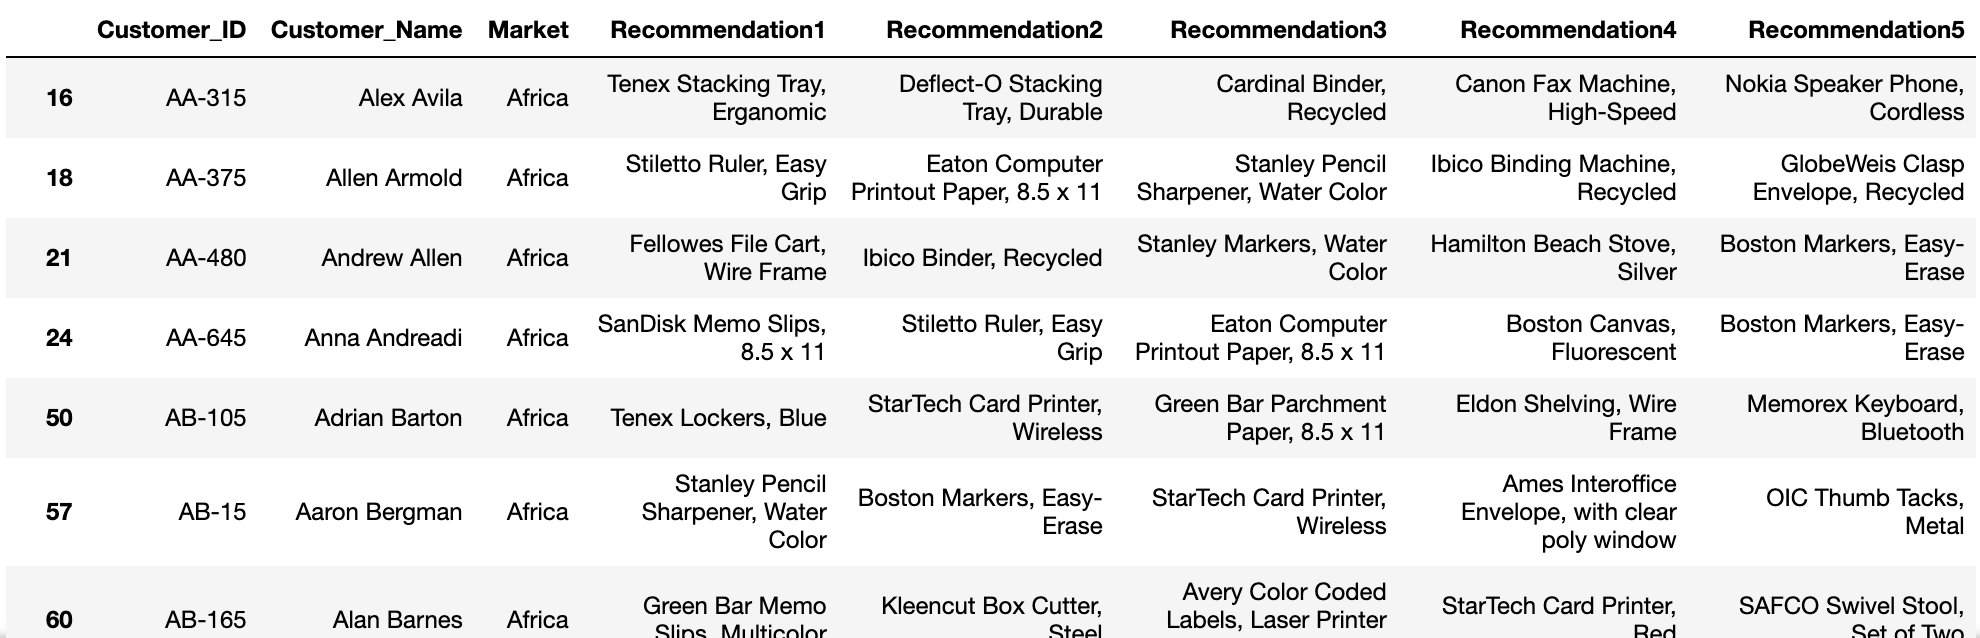 Customer_ID Customer_Name Market Recommendation1 Recommendation2 Recommendation3 Recommendation4 Recommendation5
16 AA-315 Alex Avila Africa Tenex Stacking Tray, Erganomic Deflect-O Stacking Tray, Durable Cardinal Binder, Recycled Canon Fax Machine, High-Speed Nokia Speaker Phone, Cordless
18 AA-375 Allen Armold Africa Stiletto Ruler, Easy Grip Eaton Computer Printout Paper, 8.5 x 11 Stanley Pencil Sharpener, Water Color Ibico Binding Machine, Recycled GlobeWeis Clasp Envelope, Recycled
21 AA-480 Andrew Allen Africa Fellowes File Cart, Wire Frame Ibico Binder, Recycled Stanley Markers, Water Color Hamilton Beach Stove, Silver Boston Markers, Easy-Erase
24 AA-645 Anna Andreadi Africa SanDisk Memo Slips, 8.5 x 11 Stiletto Ruler, Easy Grip Eaton Computer Printout Paper, 8.5 x 11 Boston Canvas, Fluorescent Boston Markers, Easy-Erase
50 AB-105 Adrian Barton Africa Tenex Lockers, Blue StarTech Card Printer, Wireless Green Bar Parchment Paper, 8.5 x 11 Eldon Shelving, Wire Frame Memorex Keyboard, Bluetooth
57 AB-15 Aaron Bergman Africa Stanley Pencil Sharpener, Water Color Boston Markers, Easy-Erase StarTech Card Printer, Wireless Ames Interoffice Envelope, with clear poly window OIC Thumb Tacks, Metal
60 AB-165 Alan Barnes Africa Green Bar Memo Slips, Multicolor Kleencut Box Cutter, Steel Avery Color Coded Labels, Laser Printer StarTech Card Printer, Red SAFCO Swivel Stool, Set of Two